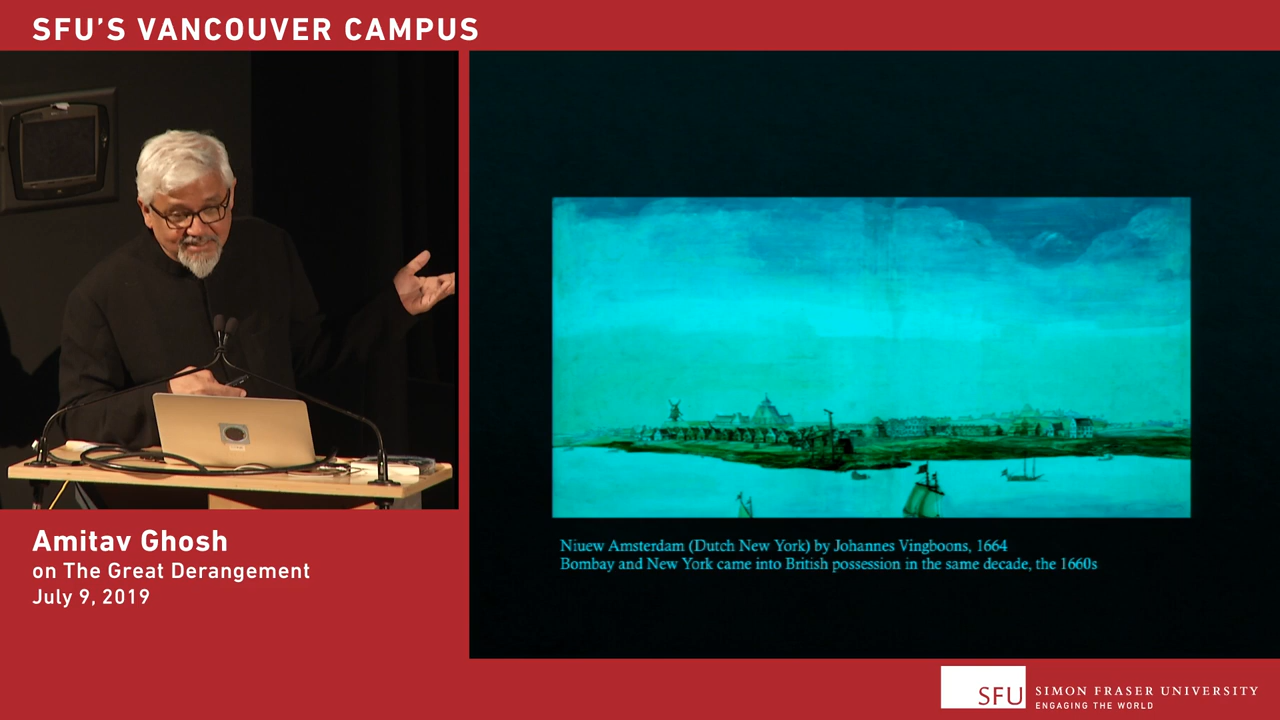 SFU'S VANCOUVER CAMPUS
Niuew Amsterdam (Dutch New York) by Johannes Vingboons, 1664
Bombay and New York came into British possession in the same decade, the 1660s
Amitav Ghosh
on The Great Derangement
July 9, 2019
SFU
SIMON FRASER UNIVERSITY
ENGAGING THE WORLD